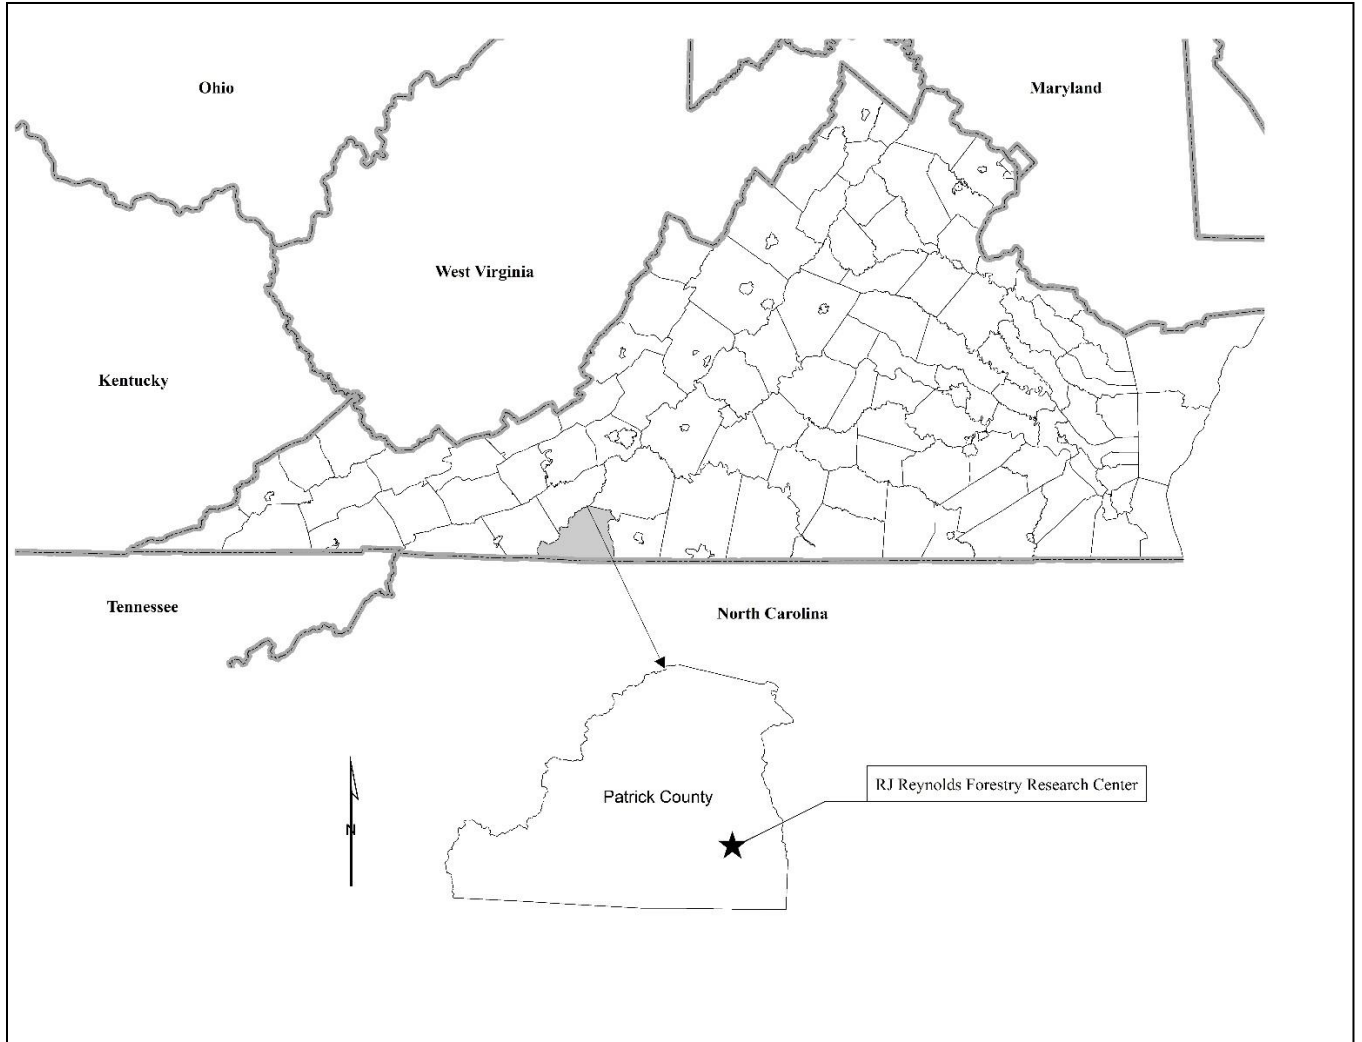 Ohio
Maryland
West Virginia
Kentucky
Tennessee
North Carolina
RJ Reynolds Forestry Research Center
Patrick County
N